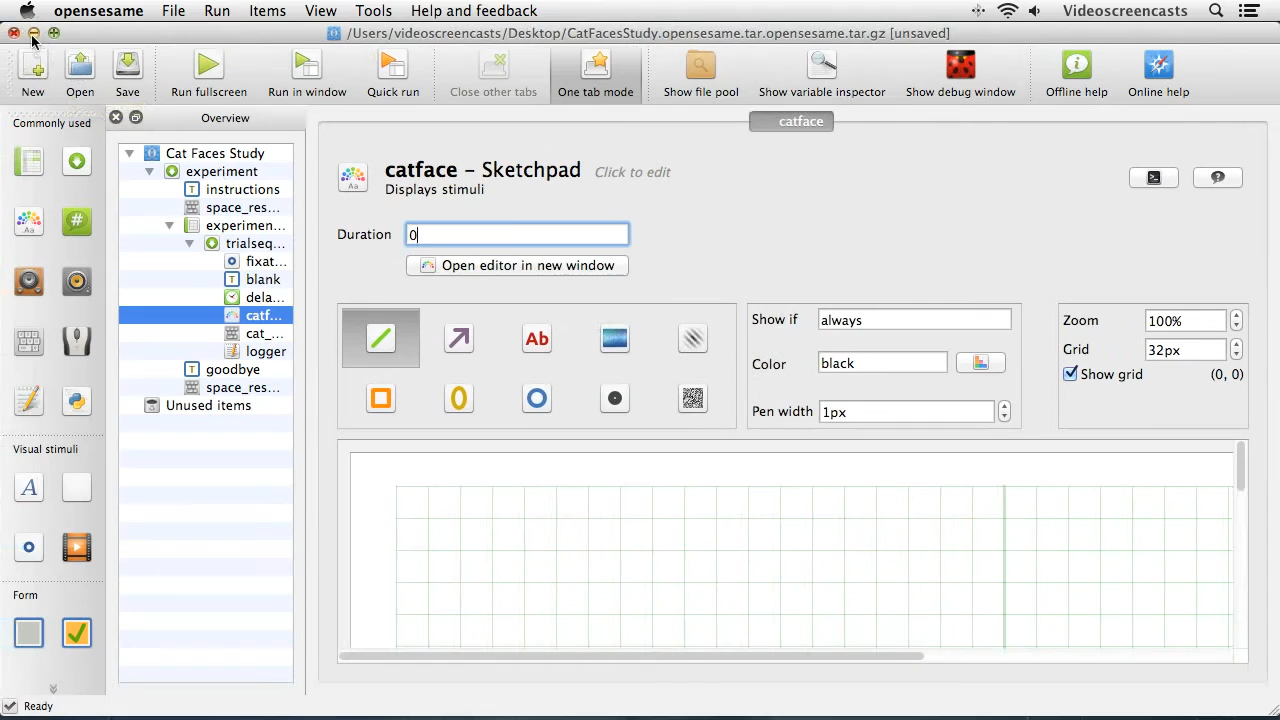 opensesame File Run Items View Tools Help and feedback Videoscreencasts
/Users/videoscreencasts/Desktop/CatFacesStudy.opensesame.tar.opensesame.tar.gz [unsaved]
New Open Save Run fullscreen Run in window Quick run Close other tabs One tab mode Show file pool Show variable inspector Show debug window Offline help Online help
Commonly used
Aa
#
Visual stimuli
A
Form
Overview
Cat Faces Study
experiment
T instructions
space_res...
experimen...
trialseq...
fixat...
T blank
dela...
catf...
cat_...
logger
T goodbye
space_res...
Unused items
catface
Aa
catface – Sketchpad Click to edit
Displays stimuli
Duration 0
Open editor in new window
Ab
Show if always
Color black
Pen width 1px
Zoom 100%
Grid 32px
Show grid (0, 0)
Ready